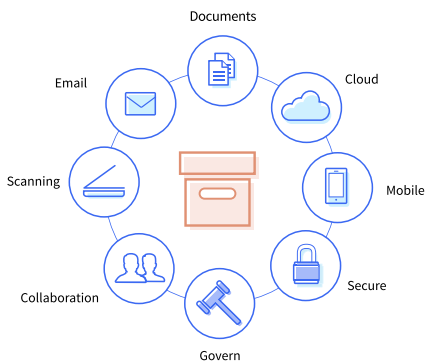 Documents
Email
Cloud
Scanning
Mobile
Collaboration
Secure
Govern